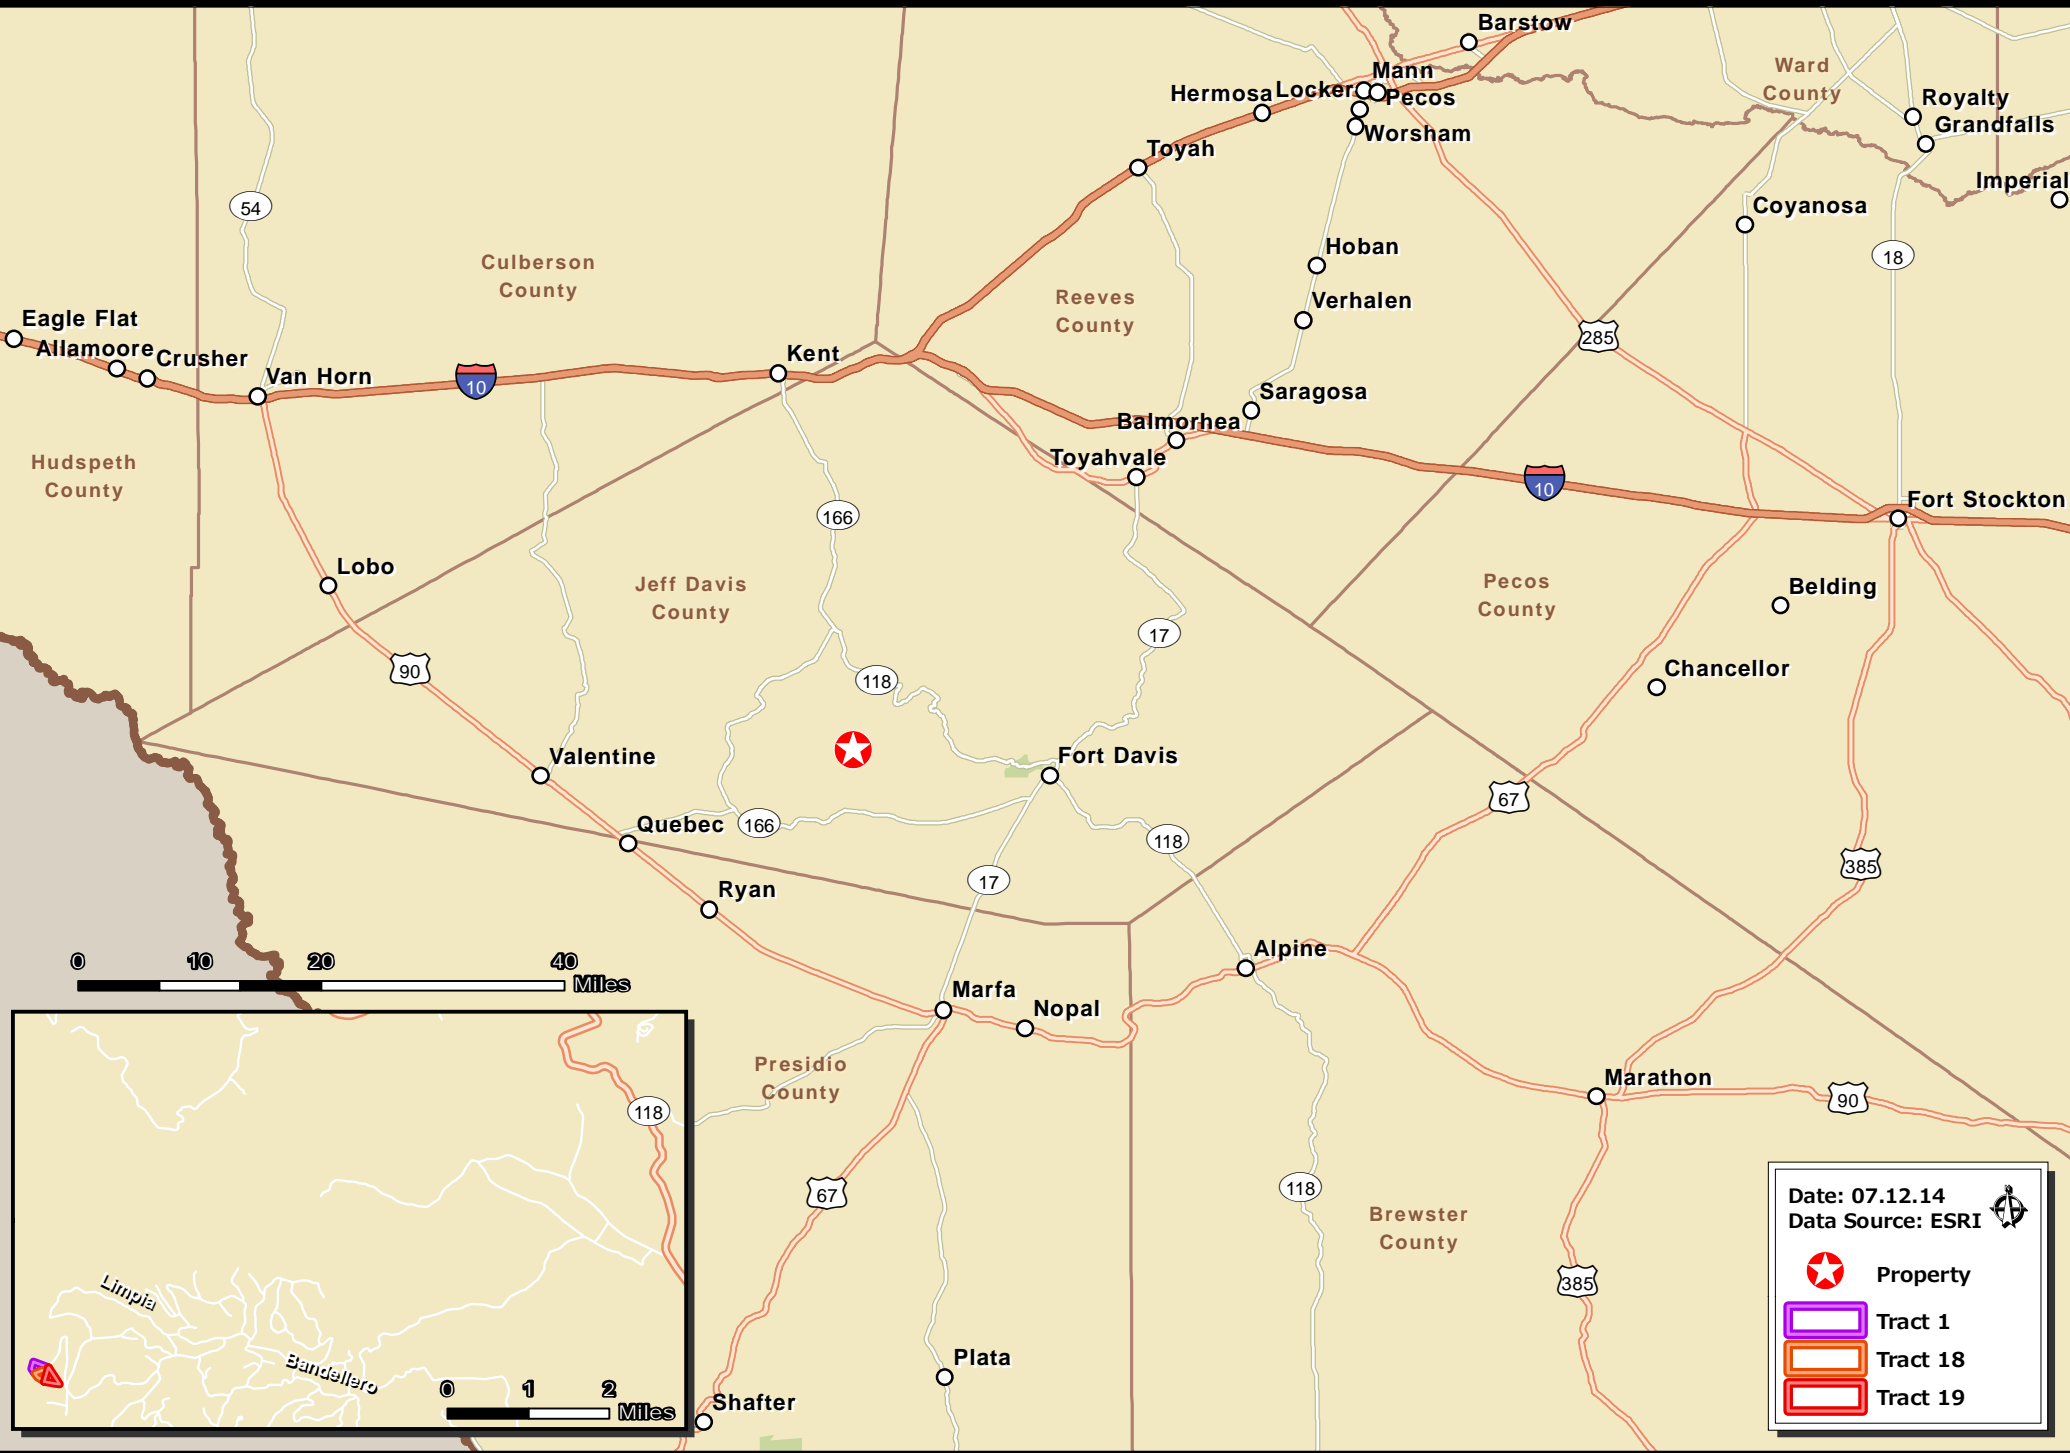 Barstow
Mann
Ward
County
Hermosa
Locker
Pecos
Royalty
Worsham
Grandfalls
Toyah
Imperial
54
Coyanosa
Culberson
County
Hoban
18
Reeves
County
Verhalen
Eagle Flat
285
Allamoore
Crusher
Kent
Van Horn
10
Saragosa
Balmorhea
Hudspeth
County
Toyahvale
10
Fort Stockton
166
Lobo
Jeff Davis
County
Pecos
County
Belding
17
90
118
Chancellor
Valentine
Fort Davis
67
Quebec
166
118
385
17
Ryan
Alpine
0 10 20 40 Miles
Marfa
Nopal
Presidio
County
Marathon
90
118
67
118
Brewster
County
385
Limpia
Bandellero
0 1 2 Miles
Plata
Shafter
Date: 07.12.14
Data Source: ESRI
Property
Tract 1
Tract 18
Tract 19